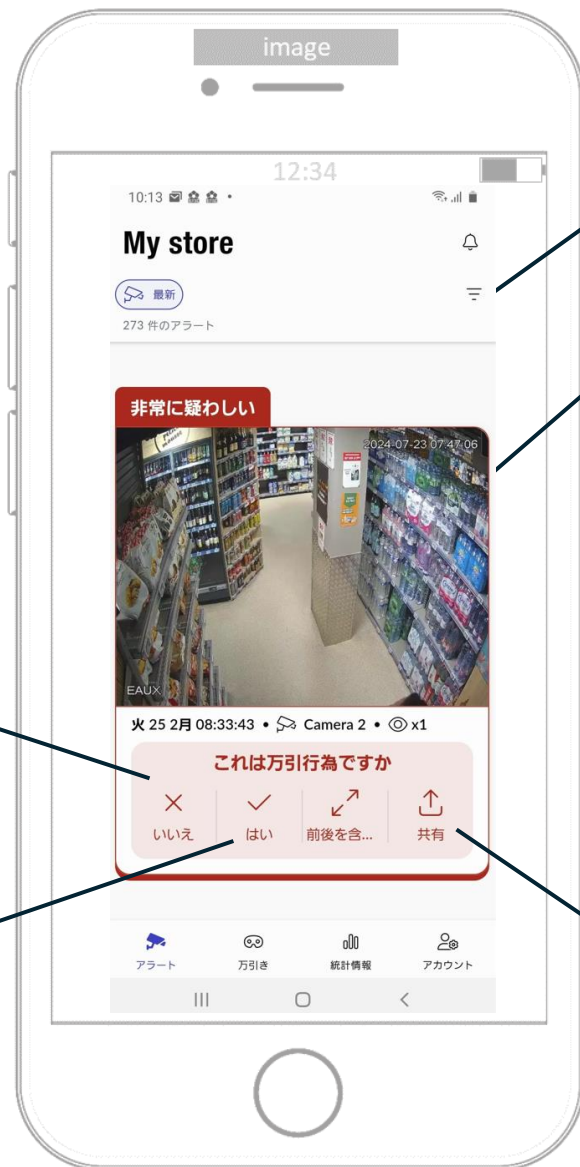 image
12:34
10:13
My store
最新
273 件のアラート
非常に疑わしい
2024-07-23 07:47:06
EAUX
火 25 2月 08:33:43 • Camera 2 • x1
これは万引行為ですか
いいえ はい 前後を含... 共有
アラート 万引き 統計情報 アカウント